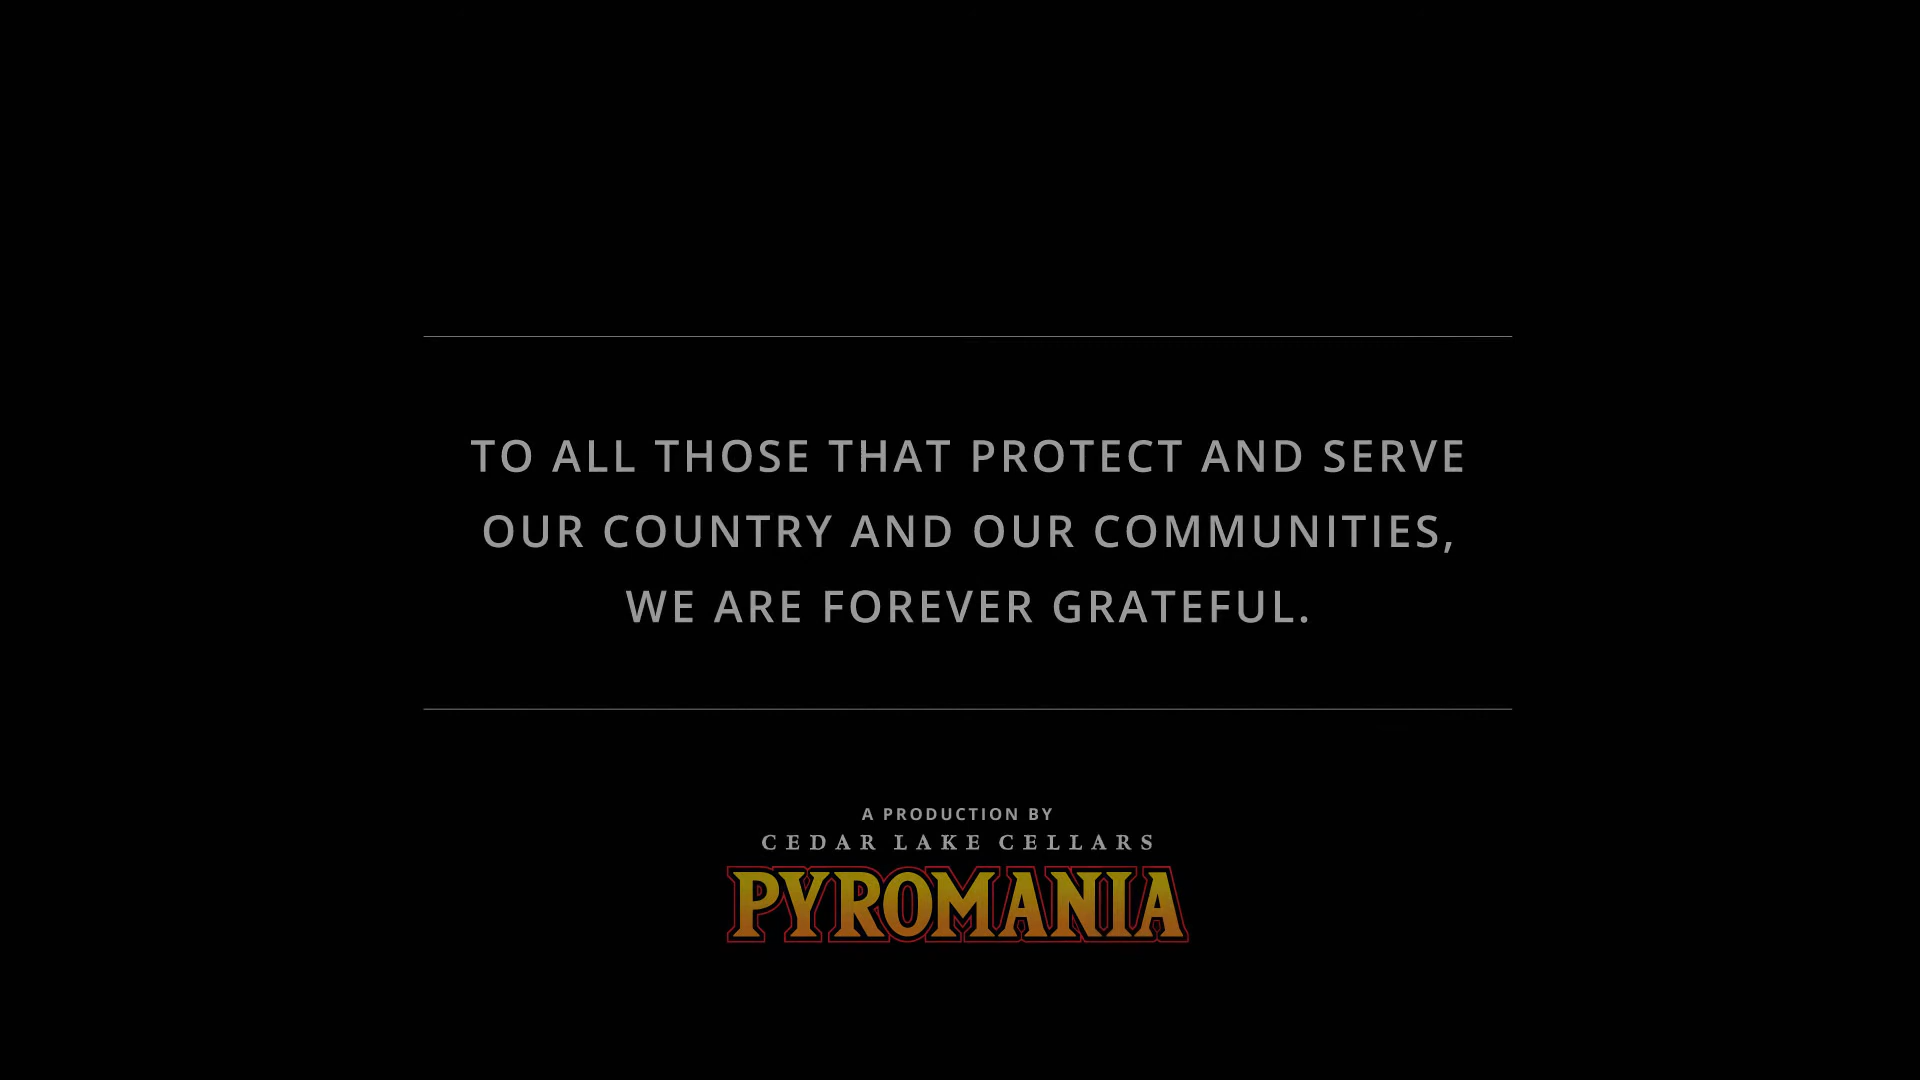 TO ALL THOSE THAT PROTECT AND SERVE
OUR COUNTRY AND OUR COMMUNITIES,
WE ARE FOREVER GRATEFUL.
A PRODUCTION BY
CEDAR LAKE CELLARS
PYROMANIA